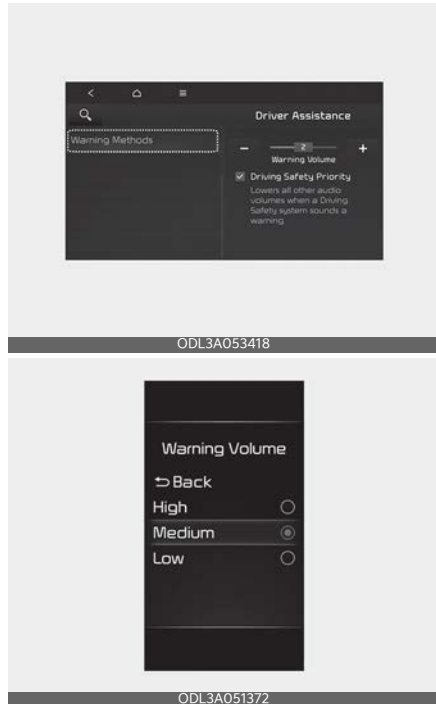 Driver Assistance
Warning Methods
2
Warning Volume
Driving Safety Priority
Lowers all other audio
volumes when a Driving
Safety system sounds a
warning
ODL3A053418
Warning Volume
Back
High
Medium
Low
ODL3A051372